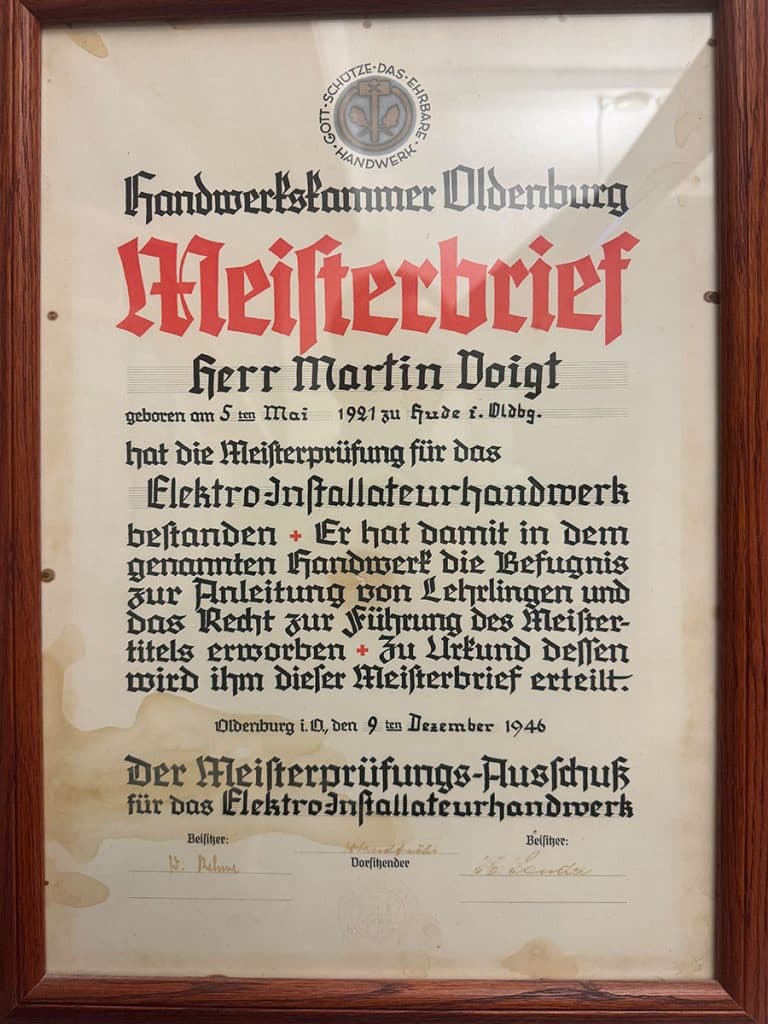 GOTT·SCHÜTZE·DAS·EHRBARE·HANDWERK·
Handwerkskammer Oldenburg
Meisterbrief
Herr Martin Voigt
geboren am 5 ten Mai 1921 zu Hude i. Oldbg.
hat die Meisterprüfung für das
Elektro-Installateurhandwerk
bestanden + Er hat damit in dem
genannten Handwerk die Befugnis
zur Anleitung von Lehrlingen und
das Recht zur Führung des Meister-
titels erworben + Zu Urkund dessen
wird ihm dieser Meisterbrief erteilt.
Oldenburg i.O., den 9 ten Dezember 1946
Der Meisterprüfungs-Ausschuß
für das Elektro Installateurhandwerk
Beisitzer: Beisitzer:
W. Rehme
Vorsitzender